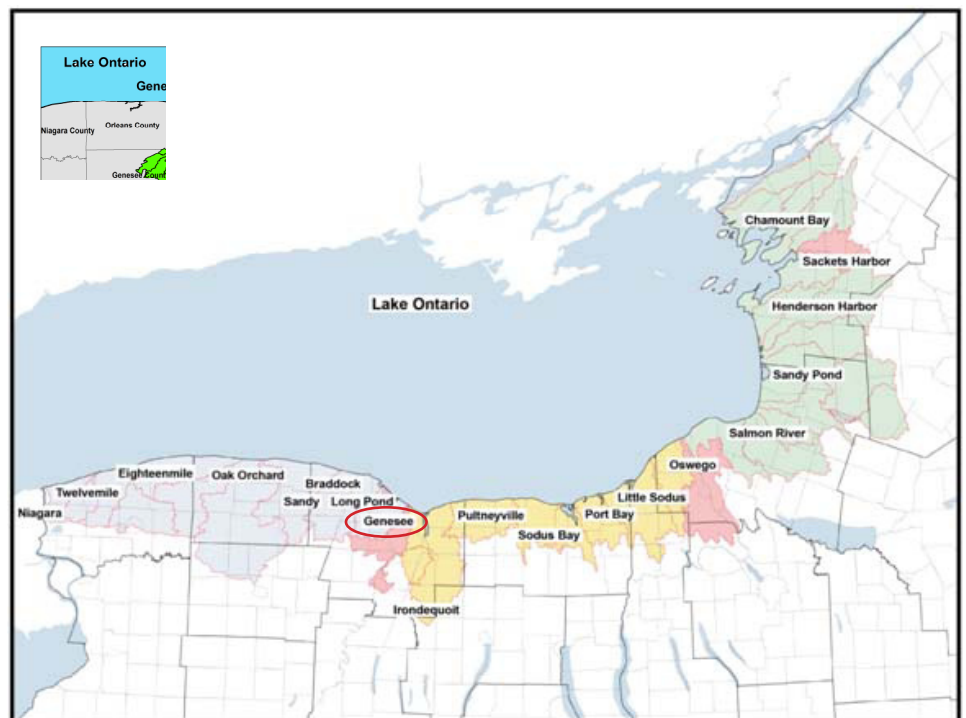 Lake Ontario
Gene
Niagara County
Orleans County
Genesee Count
Chamount Bay
Sackets Harbor
Lake Ontario
Henderson Harbor
Sandy Pond
Salmon River
Oswego
Eighteenmile
Oak Orchard
Braddock
Twelvemile
Sandy
Long Pond
Little Sodus
Niagara
Genesee
Pultneyville
Port Bay
Sodus Bay
Irondequoit